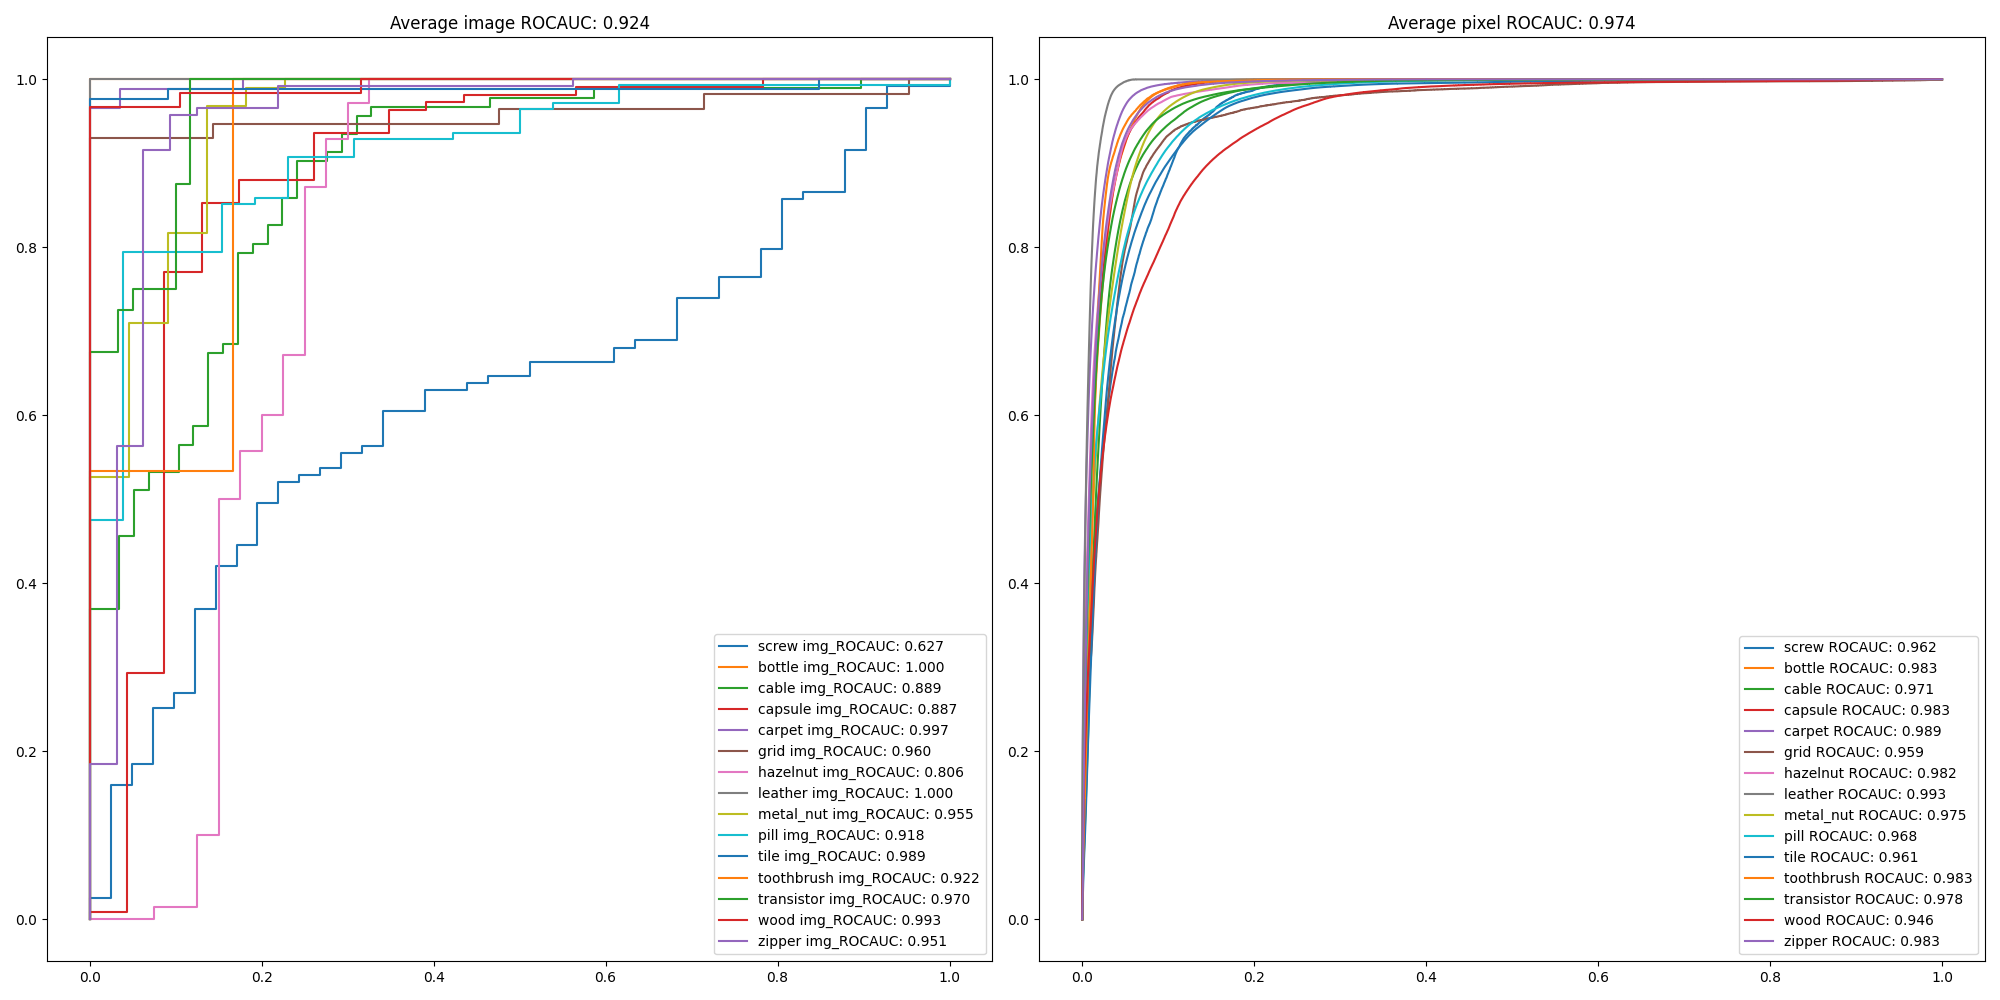 Average image ROCAUC: 0.924
1.0
0.8
0.6
0.4
0.2
0.0
0.0 0.2 0.4 0.6 0.8 1.0
screw img_ROCAUC: 0.627
bottle img_ROCAUC: 1.000
cable img_ROCAUC: 0.889
capsule img_ROCAUC: 0.887
carpet img_ROCAUC: 0.997
grid img_ROCAUC: 0.960
hazelnut img_ROCAUC: 0.806
leather img_ROCAUC: 1.000
metal_nut img_ROCAUC: 0.955
pill img_ROCAUC: 0.918
tile img_ROCAUC: 0.989
toothbrush img_ROCAUC: 0.922
transistor img_ROCAUC: 0.970
wood img_ROCAUC: 0.993
zipper img_ROCAUC: 0.951
Average pixel ROCAUC: 0.974
1.0
0.8
0.6
0.4
0.2
0.0
0.0 0.2 0.4 0.6 0.8 1.0
screw ROCAUC: 0.962
bottle ROCAUC: 0.983
cable ROCAUC: 0.971
capsule ROCAUC: 0.983
carpet ROCAUC: 0.989
grid ROCAUC: 0.959
hazelnut ROCAUC: 0.982
leather ROCAUC: 0.993
metal_nut ROCAUC: 0.975
pill ROCAUC: 0.968
tile ROCAUC: 0.961
toothbrush ROCAUC: 0.983
transistor ROCAUC: 0.978
wood ROCAUC: 0.946
zipper ROCAUC: 0.983